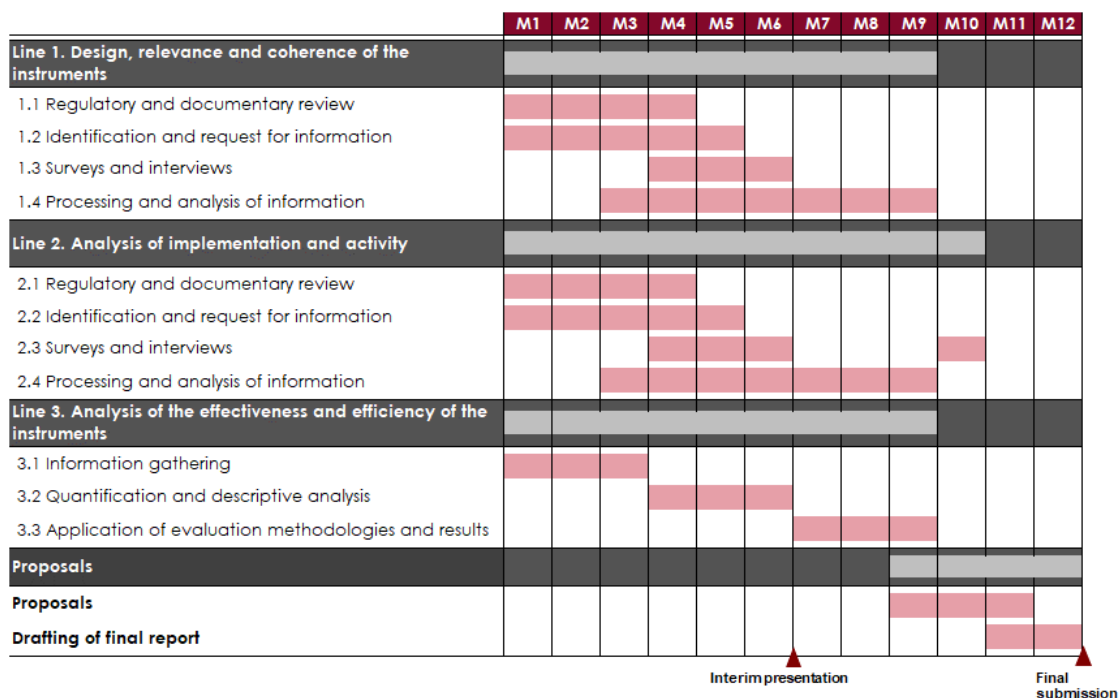 M1 M2 M3 M4 M5 M6 M7 M8 M9 M10 M11 M12
Line 1. Design, relevance and coherence of the
instruments
1.1 Regulatory and documentary review
1.2 Identification and request for information
1.3 Surveys and interviews
1.4 Processing and analysis of information
Line 2. Analysis of implementation and activity
2.1 Regulatory and documentary review
2.2 Identification and request for information
2.3 Surveys and interviews
2.4 Processing and analysis of information
Line 3. Analysis of the effectiveness and efficiency of the
instruments
3.1 Information gathering
3.2 Quantification and descriptive analysis
3.3 Application of evaluation methodologies and results
Proposals
Proposals
Drafting of final report
Interim presentation
Final
submission